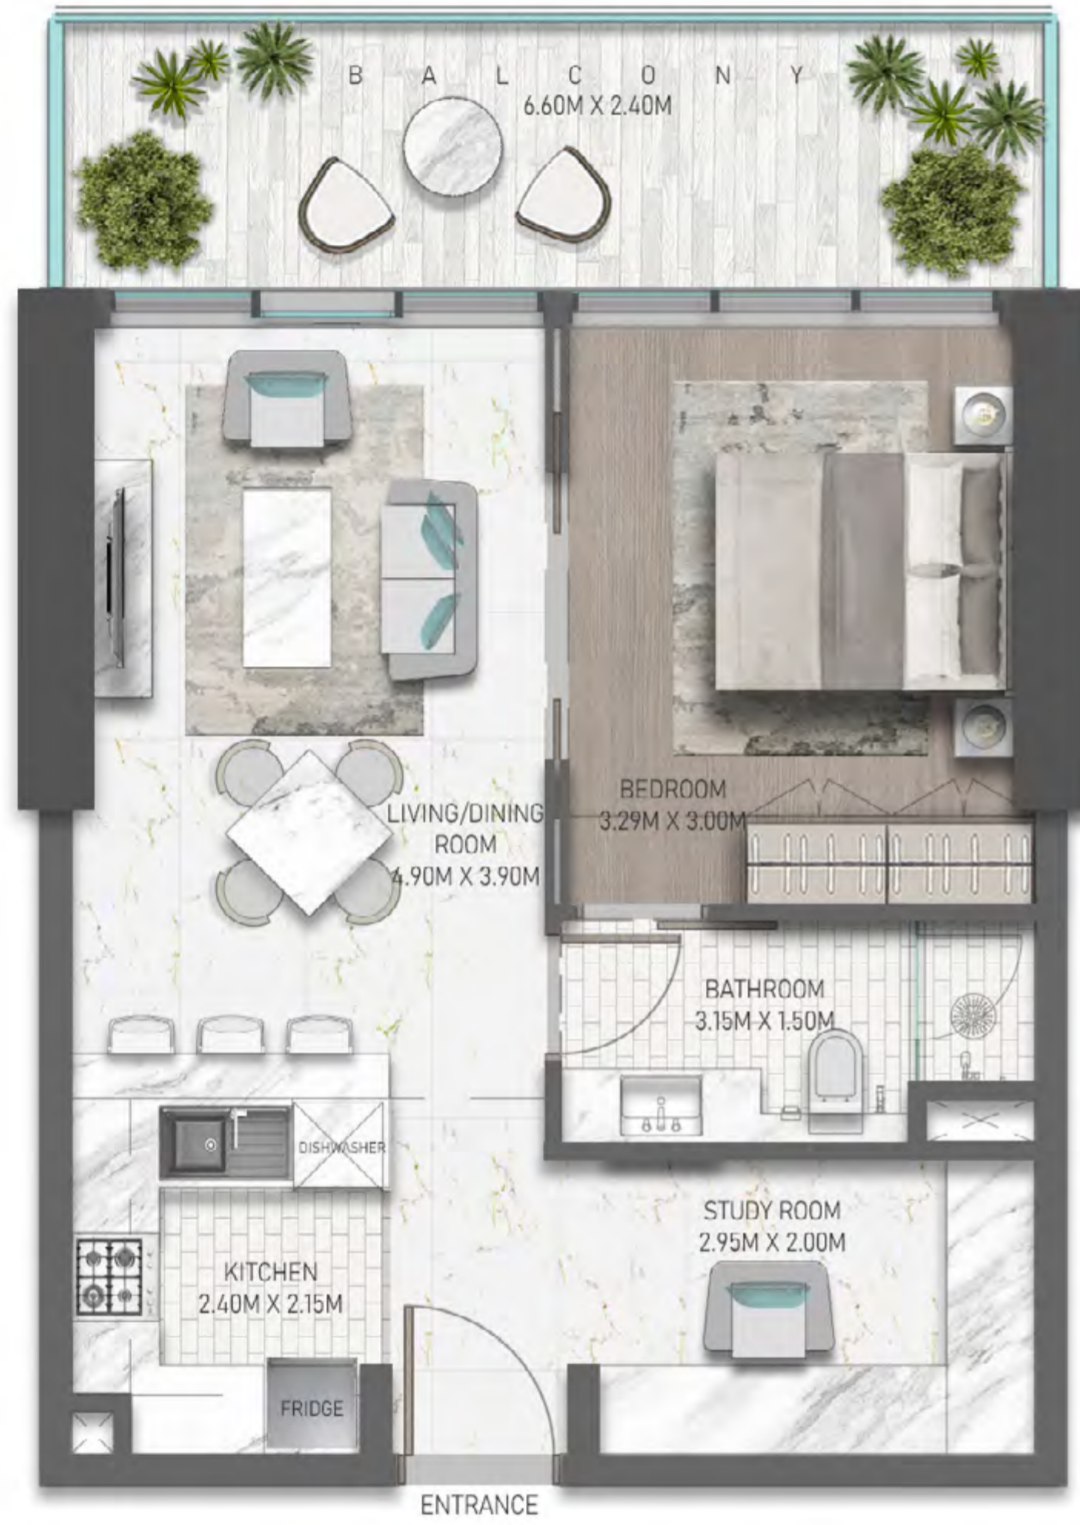 BALCONY
6.60M X 2.40M
LIVING/DINING
ROOM
4.90M X 3.90M
BEDROOM
3.29M X 3.00M
BATHROOM
3.15M X 1.50M
DISHWASHER
STUDY ROOM
2.95M X 2.00M
KITCHEN
2.40M X 2.15M
FRIDGE
ENTRANCE